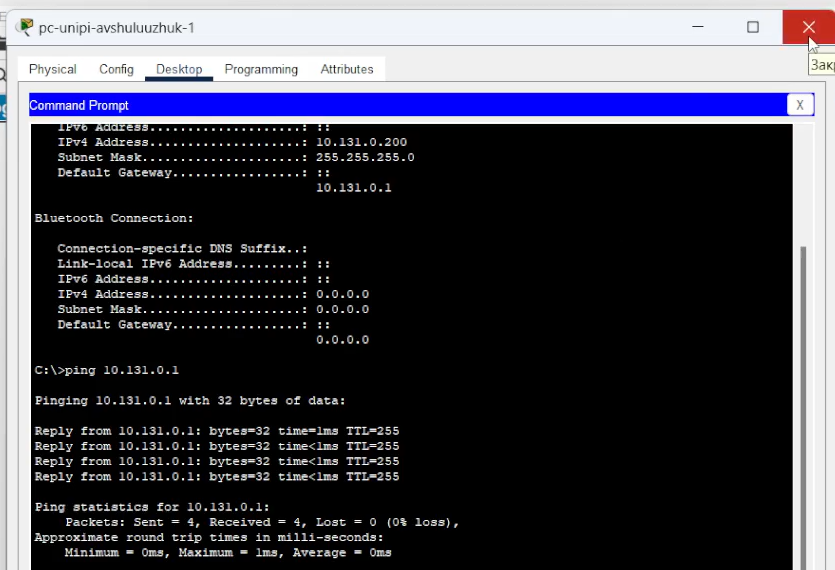 pc-unipi-avshuluuzhuk-1
Physical Config Desktop Programming Attributes
Command Prompt X
IPv6 Address....................: ::
IPv4 Address....................: 10.131.0.200
Subnet Mask.....................: 255.255.255.0
Default Gateway.................: ::
10.131.0.1
Bluetooth Connection:
Connection-specific DNS Suffix..:
Link-local IPv6 Address.........: ::
IPv6 Address....................: ::
IPv4 Address....................: 0.0.0.0
Subnet Mask.....................: 0.0.0.0
Default Gateway.................: ::
0.0.0.0
C:\>ping 10.131.0.1
Pinging 10.131.0.1 with 32 bytes of data:
Reply from 10.131.0.1: bytes=32 time=1ms TTL=255
Reply from 10.131.0.1: bytes=32 time<1ms TTL=255
Reply from 10.131.0.1: bytes=32 time<1ms TTL=255
Reply from 10.131.0.1: bytes=32 time<1ms TTL=255
Ping statistics for 10.131.0.1:
Packets: Sent = 4, Received = 4, Lost = 0 (0% loss),
Approximate round trip times in milli-seconds:
Minimum = 0ms, Maximum = 1ms, Average = 0ms